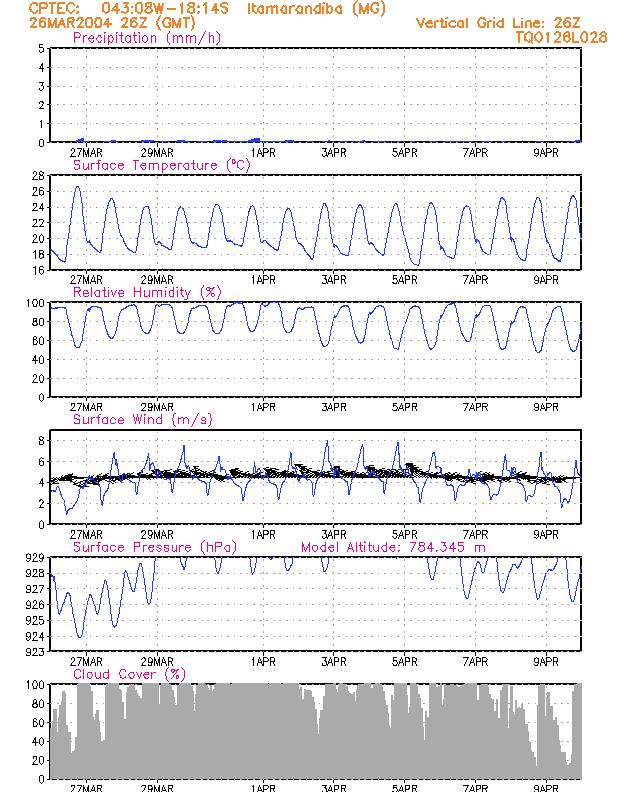 CPTEC: 043:08W-18:14S Itamarandiba (MG)
26MAR2004 26Z (GMT) Vertical Grid Line: 26Z
Precipitation (mm/h) TQ0126L028
5
4
3
2
1
0
27MAR 29MAR 1APR 3APR 5APR 7APR 9APR
Surface Temperature (°C)
28
26
24
22
20
18
16
27MAR 29MAR 1APR 3APR 5APR 7APR 9APR
Relative Humidity (%)
100
80
60
40
20
0
27MAR 29MAR 1APR 3APR 5APR 7APR 9APR
Surface Wind (m/s)
8
6
4
2
0
27MAR 29MAR 1APR 3APR 5APR 7APR 9APR
Surface Pressure (hPa) Model Altitude: 784.345 m
929
928
927
926
925
924
923
27MAR 29MAR 1APR 3APR 5APR 7APR 9APR
Cloud Cover (%)
100
80
60
40
20
0
27MAR 29MAR 1APR 3APR 5APR 7APR 9APR